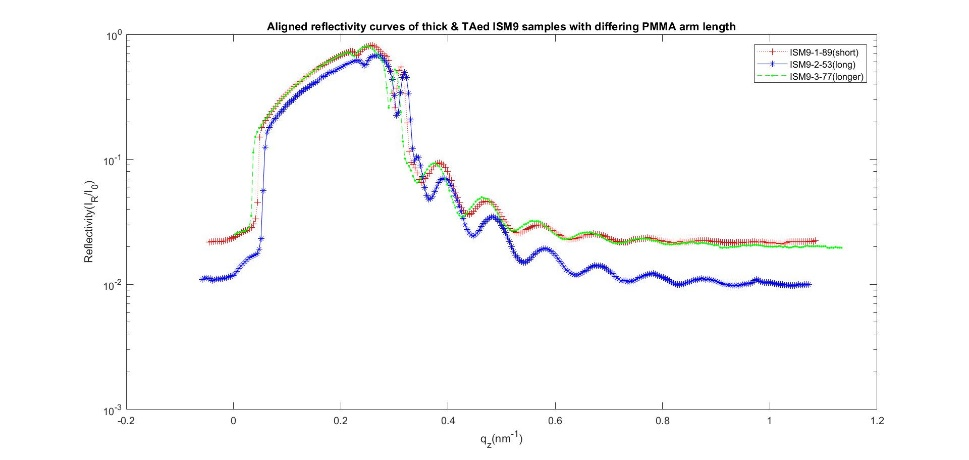 Aligned reflectivity curves of thick & TAed ISM9 samples with differing PMMA arm length
ISM9-1-89(short)
ISM9-2-53(long)
ISM9-3-77(longer)
Reflectivity(I_R/I_0)
10^0
10^-1
10^-2
10^-3
-0.2 0 0.2 0.4 0.6 0.8 1 1.2
q_z(nm^-1)